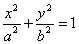 x²/a² + y²/b² = 1